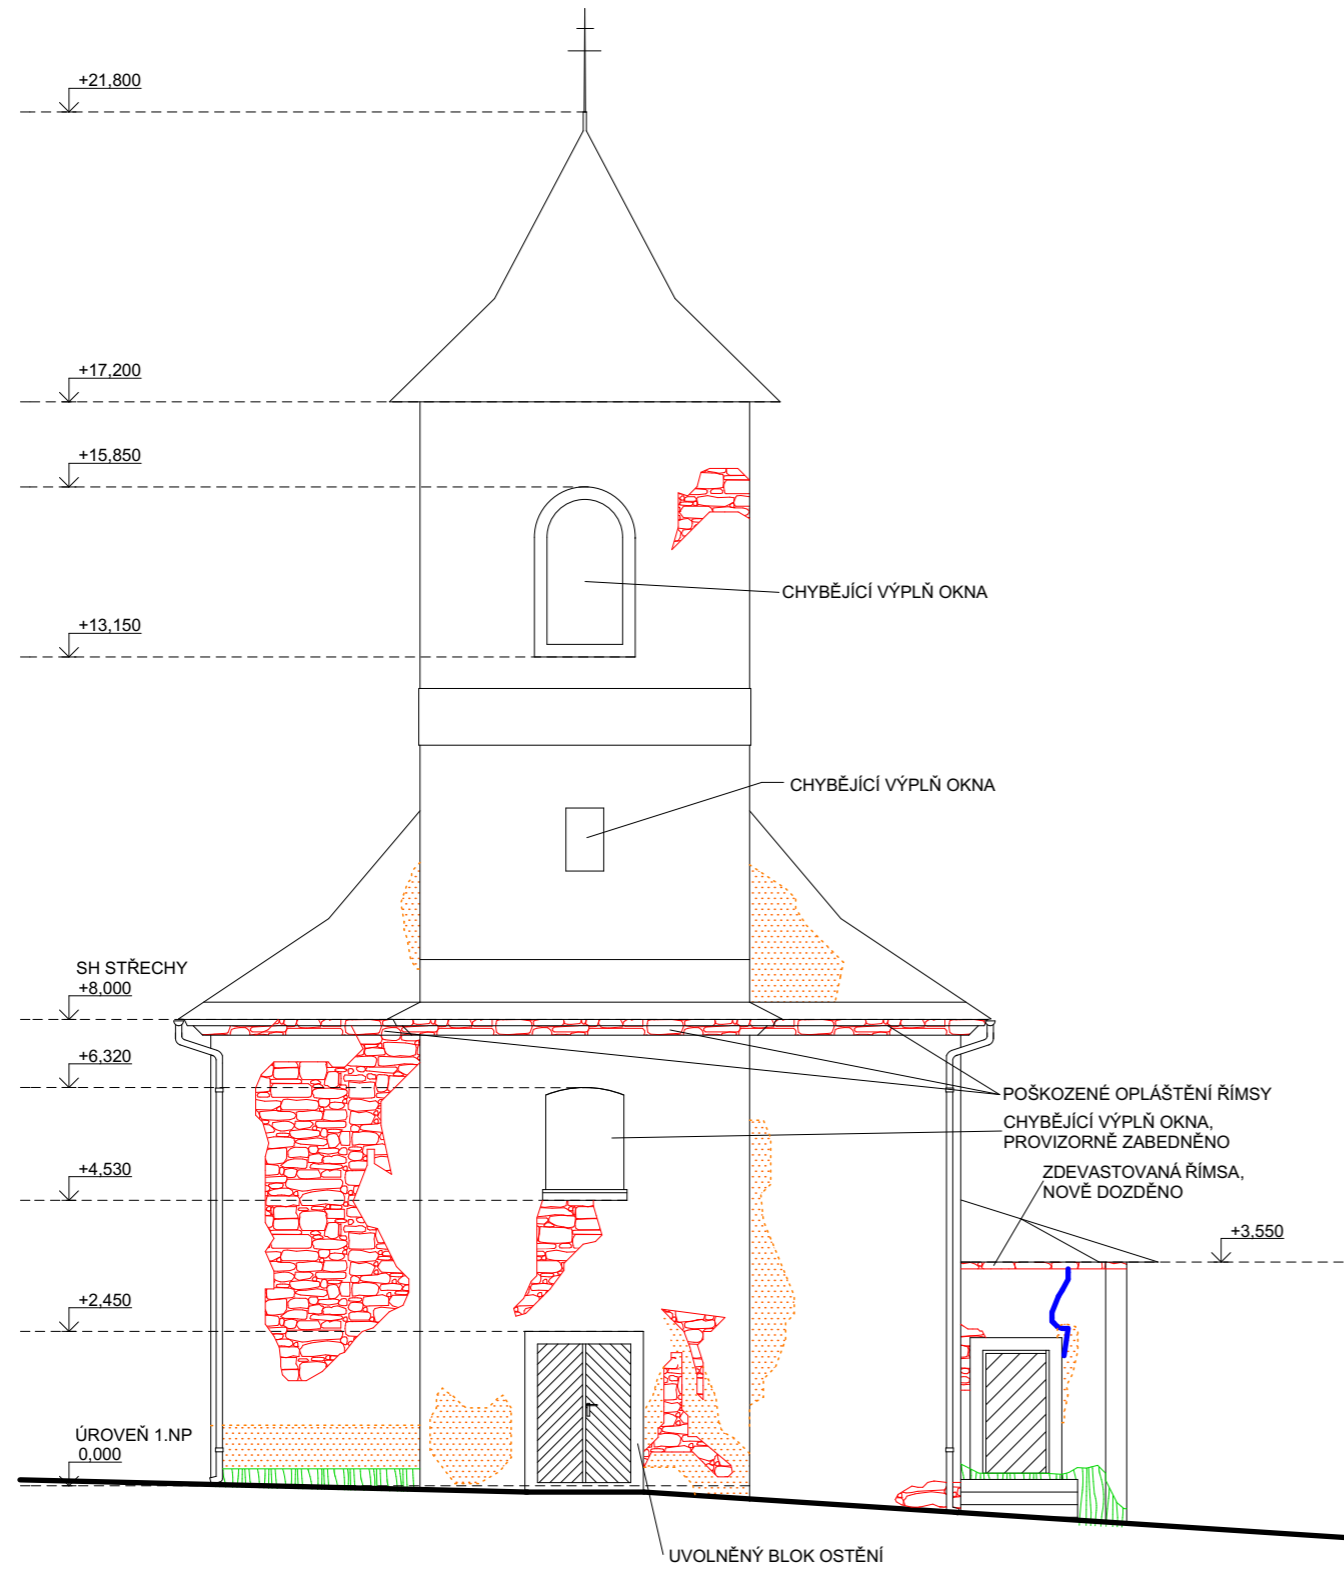 +21,800
+17,200
+15,850
CHYBĚJÍCÍ VÝPLŇ OKNA
+13,150
CHYBĚJÍCÍ VÝPLŇ OKNA
SH STŘECHY
+8,000
+6,320
POŠKOZENÉ OPLÁŠTĚNÍ ŘÍMSY
CHYBĚJÍCÍ VÝPLŇ OKNA,
PROVIZORNĚ ZABEDNĚNO
+4,530
ZDEVASTOVANÁ ŘÍMSA,
NOVĚ DOZDĚNO
+3,550
+2,450
ÚROVEŇ 1.NP
0,000
UVOLNĚNÝ BLOK OSTĚNÍ